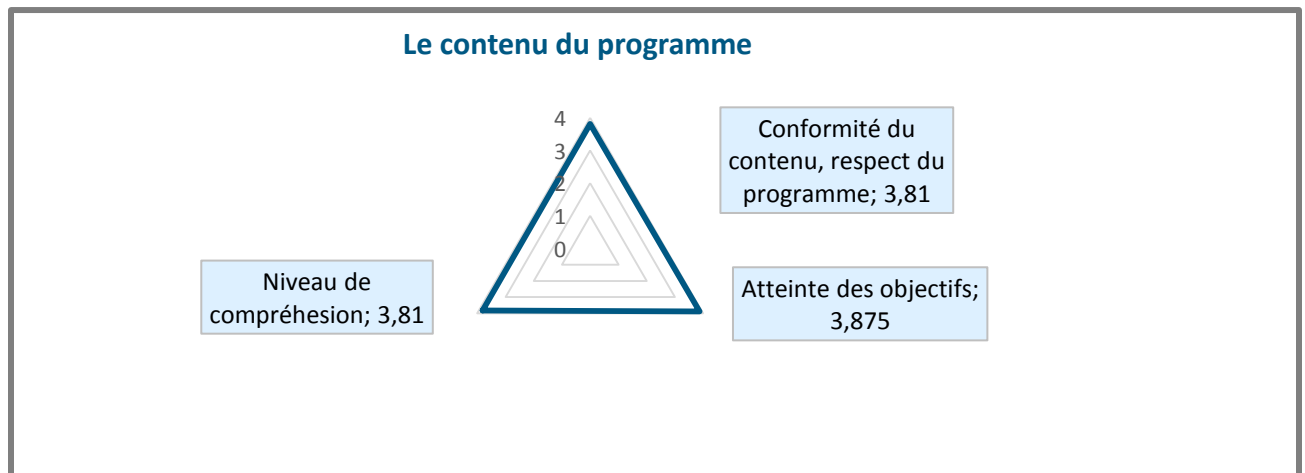 Le contenu du programme
4
3
2
1
0
Conformité du
contenu, respect du
programme; 3,81
Atteinte des objectifs;
3,875
Niveau de
compréhesion; 3,81